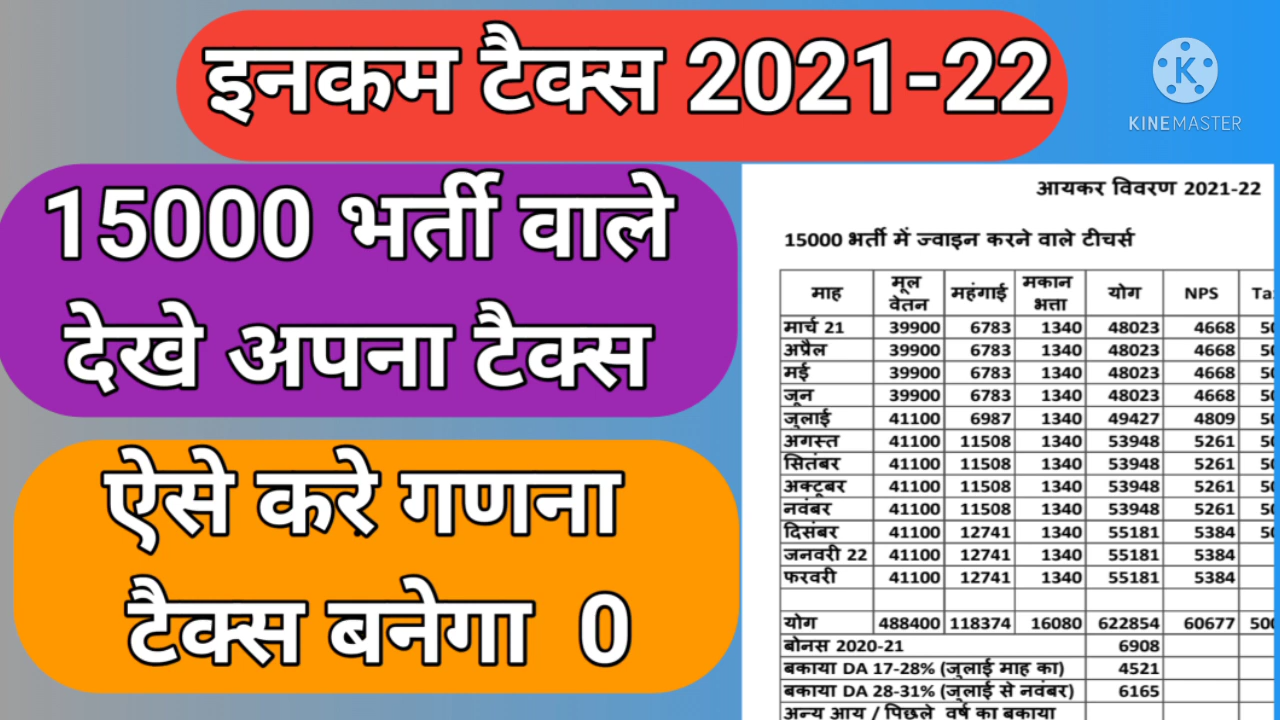 इनकम टैक्स 2021-22
KINEMASTER
15000 भर्ती वाले
देखे अपना टैक्स
ऐसे करे़ गणना
टैक्स बनेगा 0
आयकर विवरण 2021-22
15000 भर्ती में ज्वाइन करने वाले टीचर्स
माह मूल वेतन महंगाई मकान भत्ता योग NPS
मार्च 21 39900 6783 1340 48023 4668
अप्रैल 39900 6783 1340 48023 4668
मई 39900 6783 1340 48023 4668
जून 39900 6783 1340 48023 4668
जुलाई 41100 6987 1340 49427 4809
अगस्त 41100 11508 1340 53948 5261
सितंबर 41100 11508 1340 53948 5261
अक्टूबर 41100 11508 1340 53948 5261
नवंबर 41100 11508 1340 53948 5261
दिसंबर 41100 12741 1340 55181 5384
जनवरी 22 41100 12741 1340 55181 5384
फरवरी 41100 12741 1340 55181 5384
योग 488400 118374 16080 622854 60677
बोनस 2020-21 6908
बकाया DA 17-28% (जुलाई माह का) 4521
बकाया DA 28-31% (जुलाई से नवंबर) 6165
अन्य आय / पिछले वर्ष का बकाया